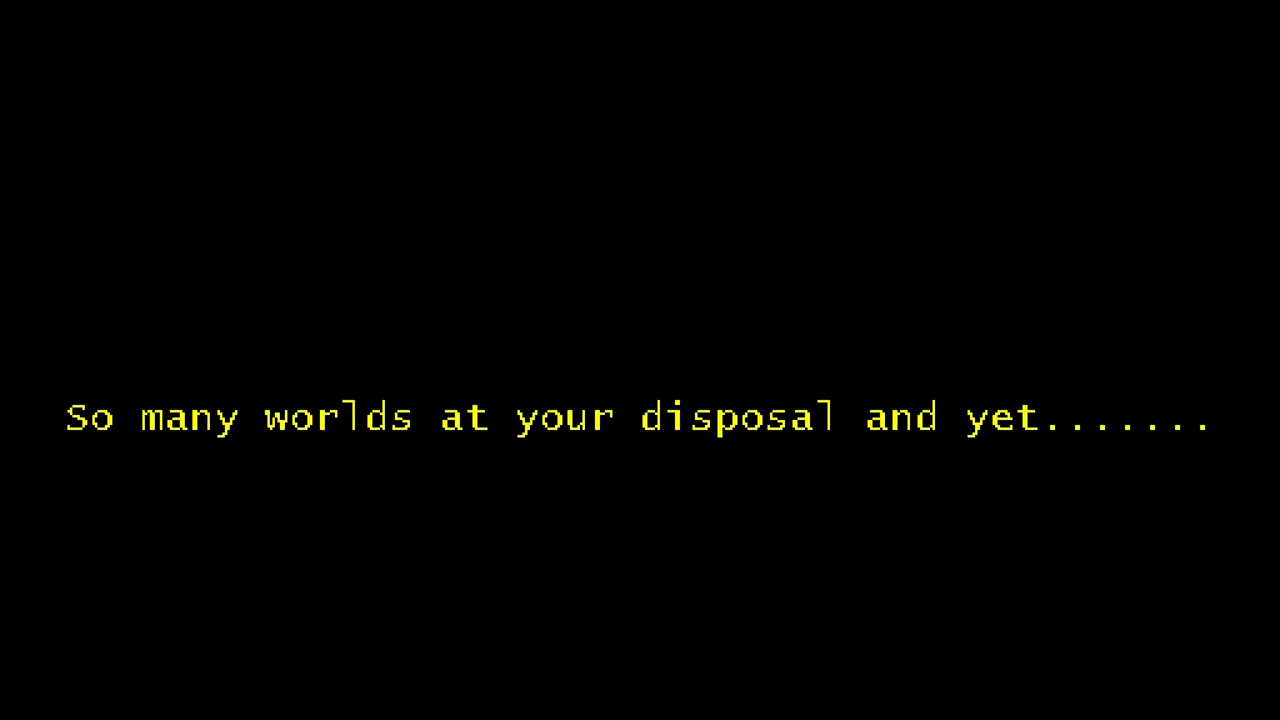 So many worlds at your disposal and yet.......